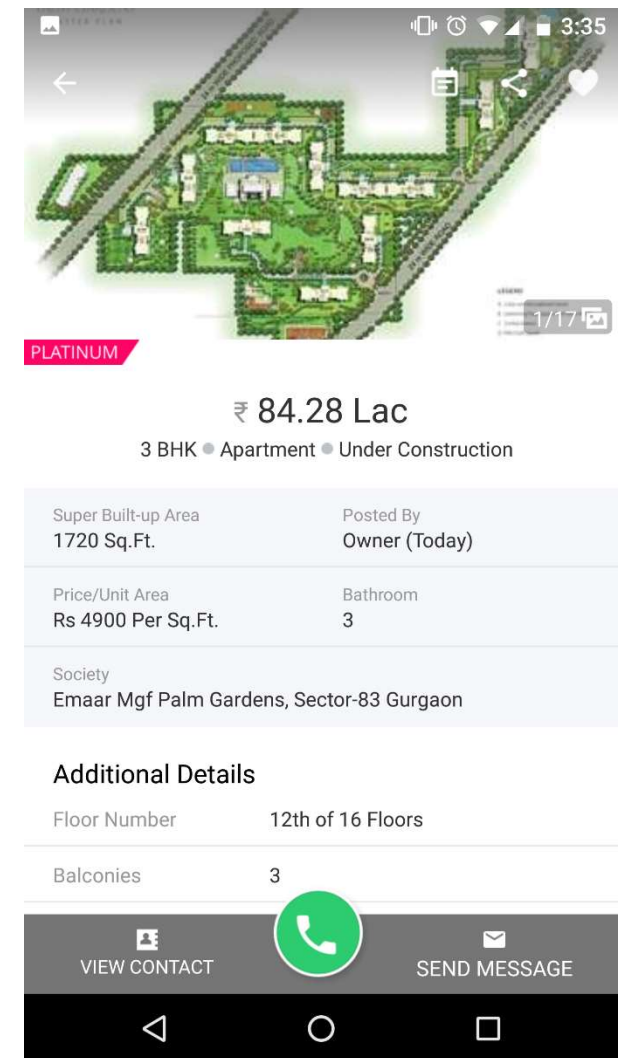 3:35
1/17
PLATINUM
₹ 84.28 Lac
3 BHK ● Apartment ● Under Construction
Super Built-up Area
1720 Sq.Ft.
Posted By
Owner (Today)
Price/Unit Area
Rs 4900 Per Sq.Ft.
Bathroom
3
Society
Emaar Mgf Palm Gardens, Sector-83 Gurgaon
Additional Details
Floor Number 12th of 16 Floors
Balconies 3
VIEW CONTACT
SEND MESSAGE